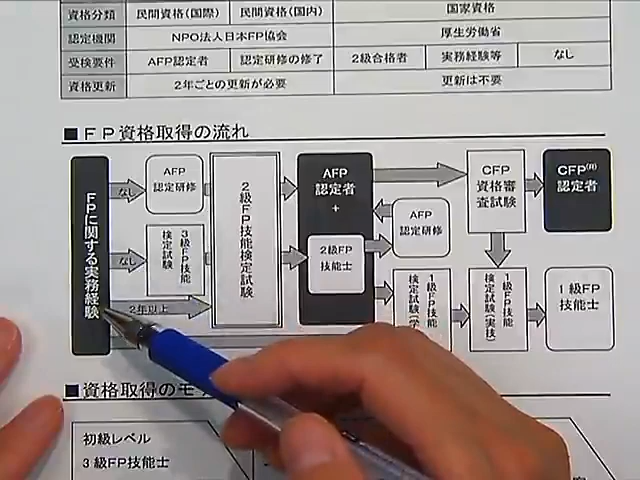 資格分類 民間資格(国際) 民間資格(国内) 国家資格
認定機関 NPO法人日本FP協会 厚生労働省
受検要件 AFP認定者 認定研修の修了 2級合格者 実務経験等 なし
資格更新 2年ごとの更新が必要 更新は不要
■FP資格取得の流れ
FPに関する実務経験
なし
AFP
認定研修
なし
3級FP技能
検定試験
2年以上
2級FP技能検定試験
AFP
認定者
+
2級FP
技能士
AFP
認定研修
1級FP技能
検定試験(学
CFP
資格審
査試験
1級FP技能
検定試験(実技)
CFP(R)
認定者
1級FP
技能士
■資格取得のモ
初級レベル
3級FP技能士